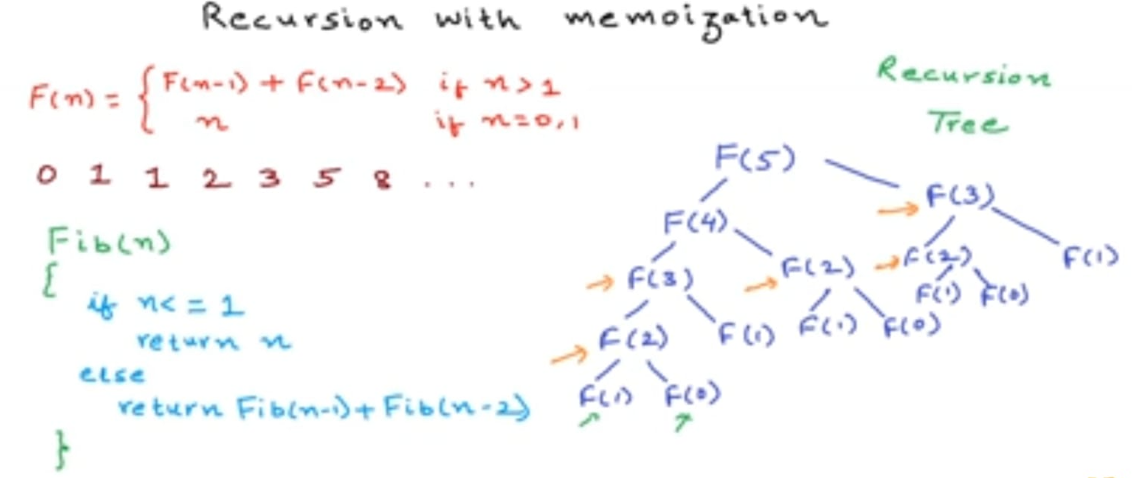 Recursion with memoization
F(n) = { F(n-1) + F(n-2) if n > 1
n if n=0,1
0 1 1 2 3 5 8 ...
Fib(n)
{
if n <= 1
return n
else
return Fib(n-1) + Fib(n-2)
}
Recursion
Tree
F(5)
F(4) F(3)
F(3) F(2) F(2) F(1)
F(2) F(1) F(1) F(0) F(1) F(0)
F(1) F(0)